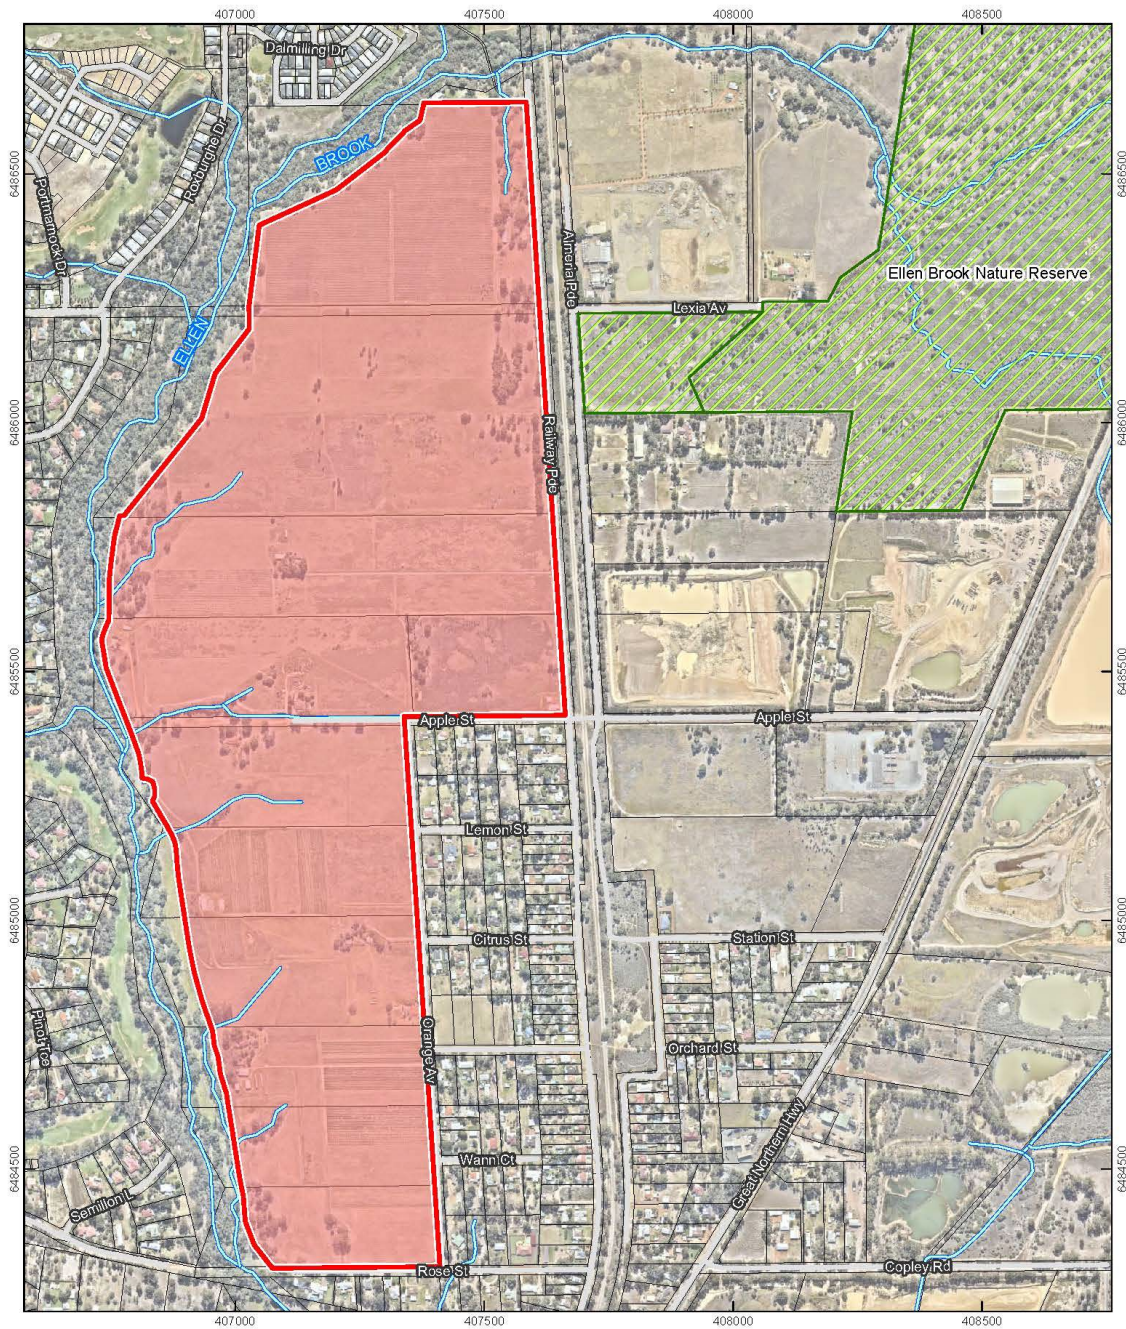 407000
407500
408000
408500
Dalmilling Dr
Roxburghe Dr
BROOK
6486500
6486500
Portmarnock Dr
Almeria Pde
Ellen Brook Nature Reserve
Lexia Av
ELLEN
6486000
6486000
Railway Pde
6485500
6485500
Apple St
Apple St
Lemon St
Citrus St
Station St
6485000
6485000
Orange Av
Orchard St
Great Northern Hwy
Wann Ct
6484500
6484500
Semillon L
Rose St
Copley Rd
407000
407500
408000
408500